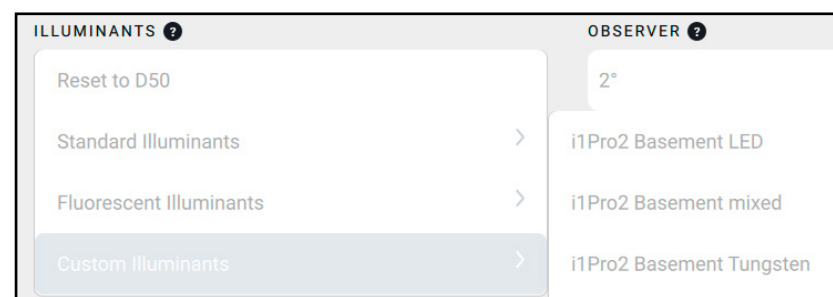 ILLUMINANTS ?
OBSERVER ?
Reset to D50
2°
Standard Illuminants
i1Pro2 Basement LED
Fluorescent Illuminants
i1Pro2 Basement mixed
Custom Illuminants
i1Pro2 Basement Tungsten